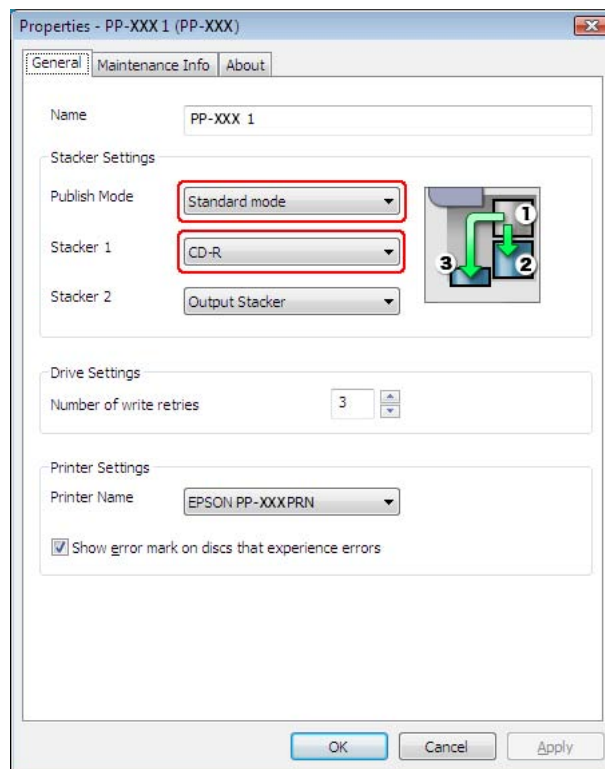 Properties - PP-XXX 1 (PP-XXX)
General Maintenance Info About
Name PP-XXX 1
Stacker Settings
Publish Mode Standard mode
1
Stacker 1 CD-R
3 2
Stacker 2 Output Stacker
Drive Settings
Number of write retries 3
Printer Settings
Printer Name EPSON PP-XXXPRN
Show error mark on discs that experience errors
OK Cancel Apply